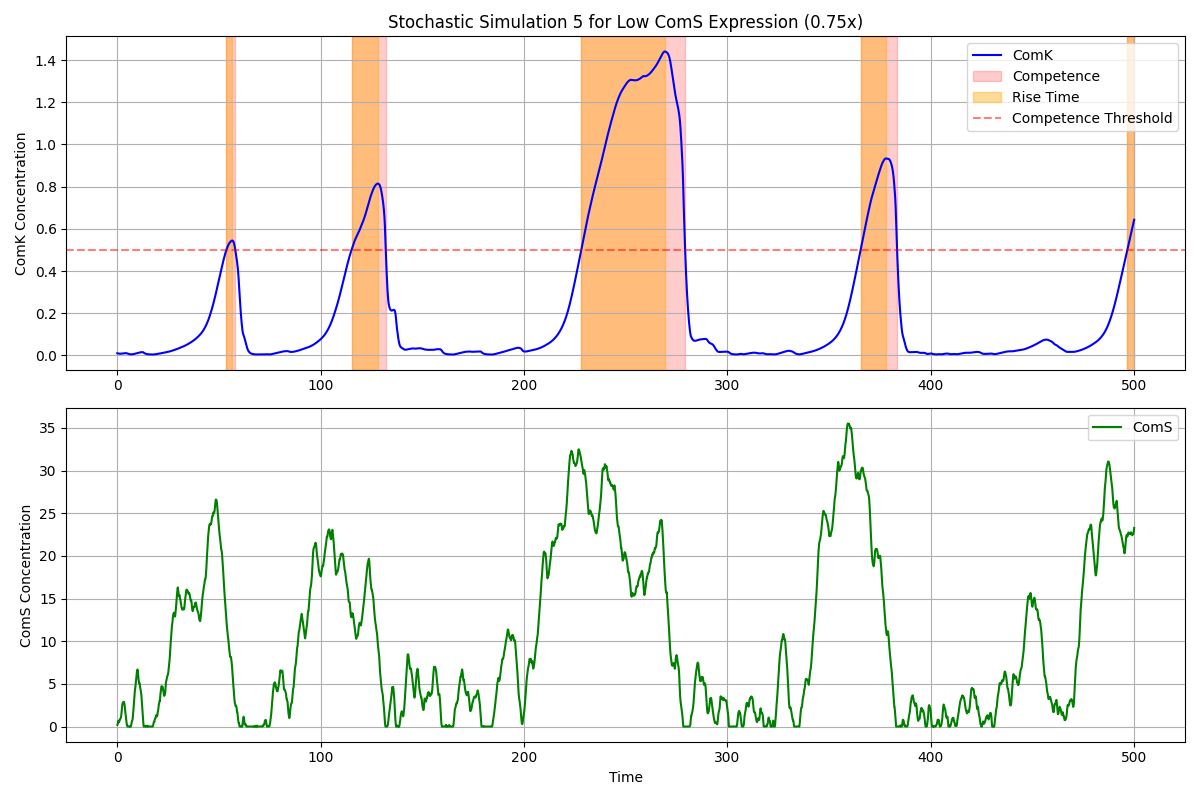 Stochastic Simulation 5 for Low ComS Expression (0.75x)
ComK Concentration
1.4
1.2
1.0
0.8
0.6
0.4
0.2
0.0
ComK
Competence
Rise Time
Competence Threshold
0 100 200 300 400 500
ComS Concentration
35
30
25
20
15
10
5
0
ComS
0 100 200 300 400 500
Time